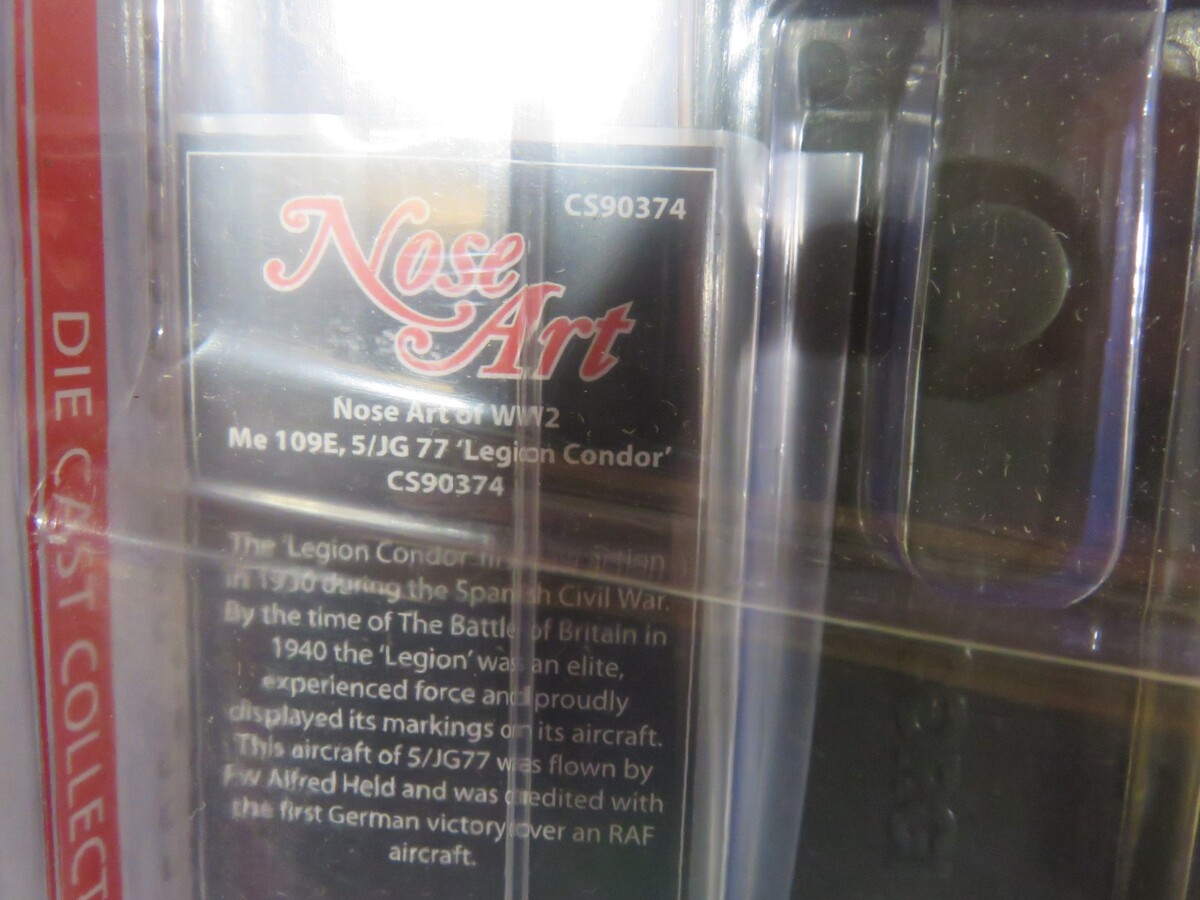 CS90374
Nose
Art
Nose Art of WW2
Me 109E, 5/JG 77 ‘Legion Condor’
CS90374
The ‘Legion Condor’
in during the Spanish Civil War.
By the time of The Battle of Britain in
1940 the ‘Legion’ was an elite,
experienced force and proudly
displayed its markings on its aircraft.
This aircraft of 5/JG77 was flown by
Fw Alfred Held and was credited with
the first German victory over an RAF
aircraft.
DIE CAST COLLECT